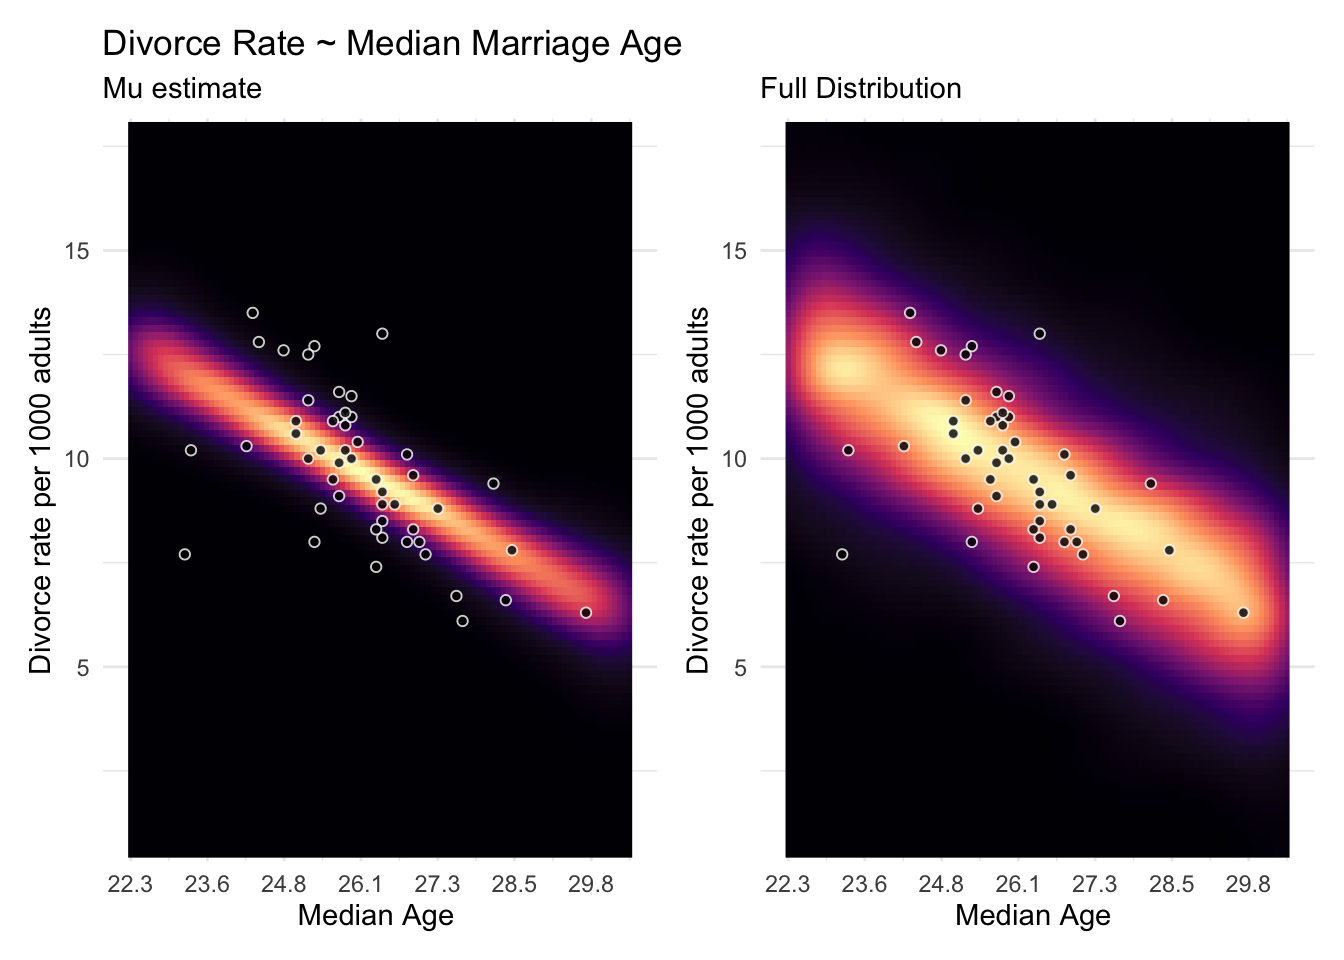 Divorce Rate ~ Median Marriage Age
Mu estimate
Full Distribution
Divorce rate per 1000 adults
15
10
5
22.3 23.6 24.8 26.1 27.3 28.5 29.8
Median Age
Divorce rate per 1000 adults
15
10
5
22.3 23.6 24.8 26.1 27.3 28.5 29.8
Median Age